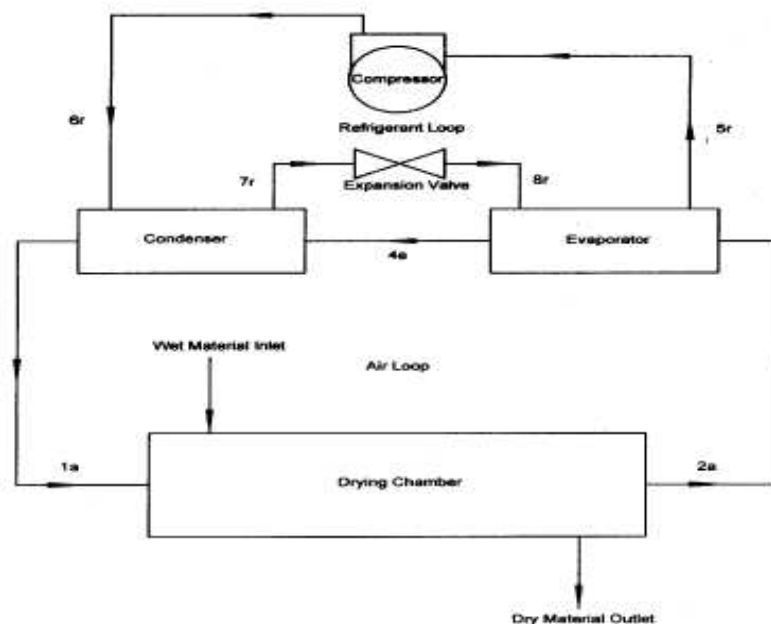 Compressor
6r
Refrigerant Loop
5r
7r
Expansion Valve
8r
Condenser
Evaporator
4a
Wet Material Inlet
Air Loop
1a
Drying Chamber
2a
Dry Material Outlet